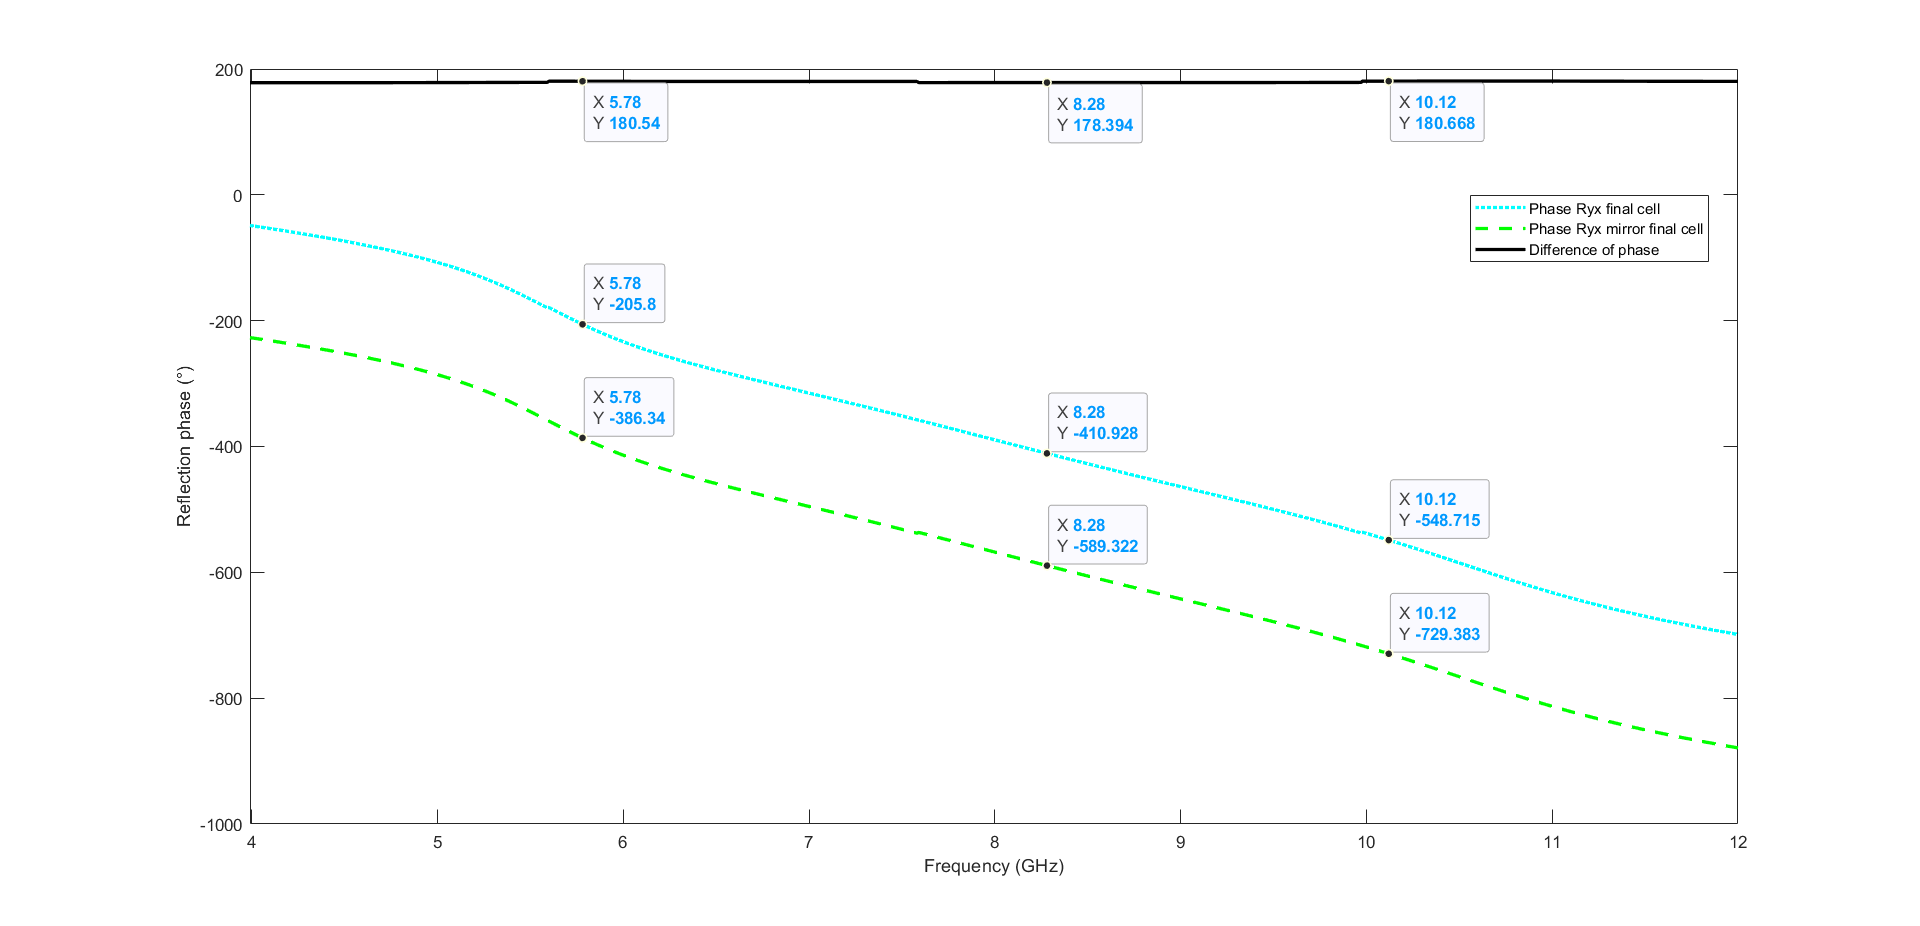 200
0
-200
-400
-600
-800
-1000
Reflection phase (°)
X 5.78
Y 180.54
X 8.28
Y 178.394
X 10.12
Y 180.668
Phase Ryx final cell
Phase Ryx mirror final cell
Difference of phase
X 5.78
Y -205.8
X 5.78
Y -386.34
X 8.28
Y -410.928
X 8.28
Y -589.322
X 10.12
Y -548.715
X 10.12
Y -729.383
4 5 6 7 8 9 10 11 12
Frequency (GHz)